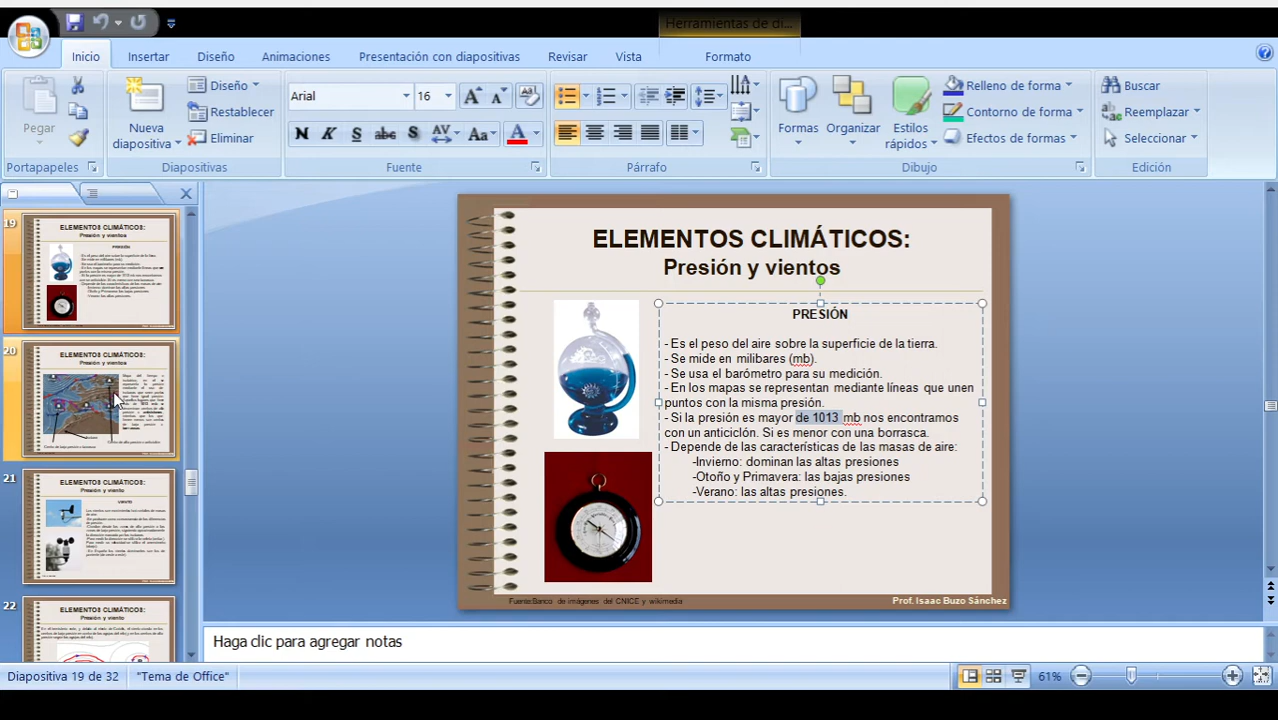 Herramientas de di...
Inicio
Insertar
Diseño
Animaciones
Presentación con diapositivas
Revisar
Vista
Formato
Pegar
Portapapeles
Nueva
diapositiva
Diseño
Restablecer
Eliminar
Diapositivas
Arial
16
N K S abc S AV Aa A
Fuente
Párrafo
Formas
Organizar
Estilos
rápidos
Relleno de forma
Contorno de forma
Efectos de formas
Dibujo
Buscar
Reemplazar
Seleccionar
Edición
19
ELEMENTOS CLIMÁTICOS:
Presión y vientos
20
ELEMENTOS CLIMÁTICOS:
Presión y vientos
21
ELEMENTOS CLIMÁTICOS:
Presión y viento
VIENTO
22
ELEMENTOS CLIMÁTICOS:
Presión y viento
ELEMENTOS CLIMÁTICOS:
Presión y vientos
PRESIÓN
- Es el peso del aire sobre la superficie de la tierra.
- Se mide en milibares (mb).
- Se usa el barómetro para su medición.
- En los mapas se representan mediante líneas que unen
puntos con la misma presión.
- Si la presión es mayor de 1013 mb nos encontramos
con un anticiclón. Si es menor con una borrasca.
- Depende de las características de las masas de aire:
-Invierno: dominan las altas presiones
-Otoño y Primavera: las bajas presiones
-Verano: las altas presiones.
Fuente:Banco de imágenes del CNICE y wikimedia
Prof. Isaac Buzo Sánchez
Haga clic para agregar notas
Diapositiva 19 de 32
"Tema de Office"
61%